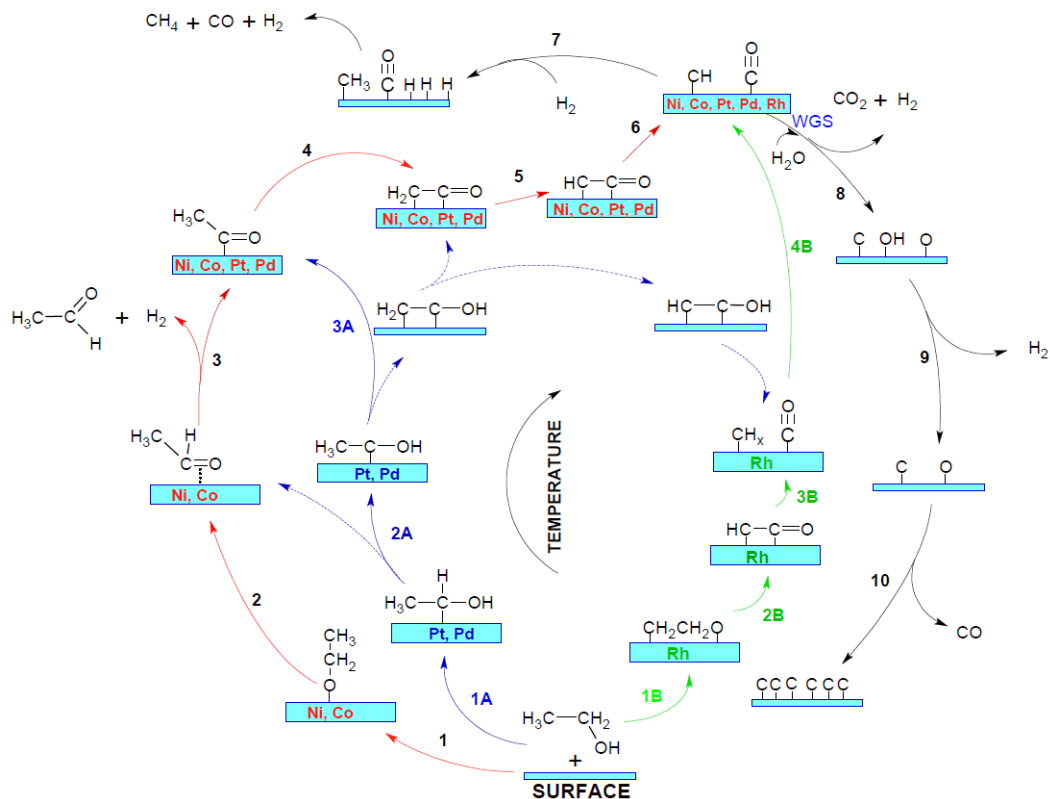 CH4 + CO + H2
7
CH3
O
C
H H H
H2
CH
O
C
Ni, Co, Pt, Pd, Rh
CO2 + H2
WGS
H2O
8
6
4
5
H2C
C
O
Ni, Co, Pt, Pd
HC
C
O
Ni, Co, Pt, Pd
H3C
C
O
Ni, Co, Pt, Pd
4B
C
OH
O
O
H3C
C
H
+
H2
3
3A
H2C
C
OH
HC
C
OH
9
H2
H3C
H
C
O
Ni, Co
H3C
C
OH
Pt, Pd
TEMPERATURE
O
CHx
C
Rh
3B
C
O
2A
HC
C
O
Rh
10
2
H
H3C
C
OH
Pt, Pd
2B
CH2CH2O
Rh
CO
CH3
CH2
O
Ni, Co
1A
1B
CCC CCC
1
H3C
CH2
OH
+
SURFACE